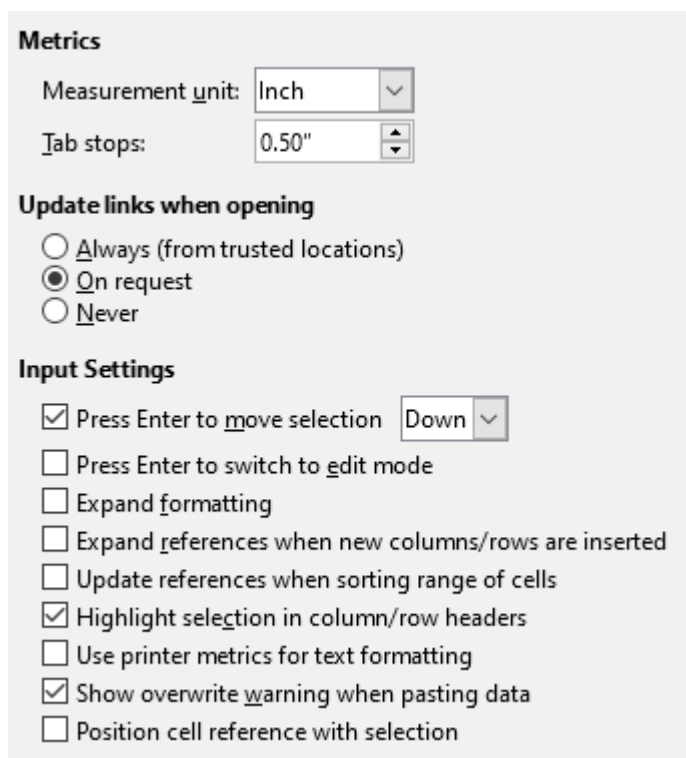 Metrics
Measurement unit: Inch
Tab stops: 0.50"
Update links when opening
Always (from trusted locations)
On request
Never
Input Settings
Press Enter to move selection Down
Press Enter to switch to edit mode
Expand formatting
Expand references when new columns/rows are inserted
Update references when sorting range of cells
Highlight selection in column/row headers
Use printer metrics for text formatting
Show overwrite warning when pasting data
Position cell reference with selection